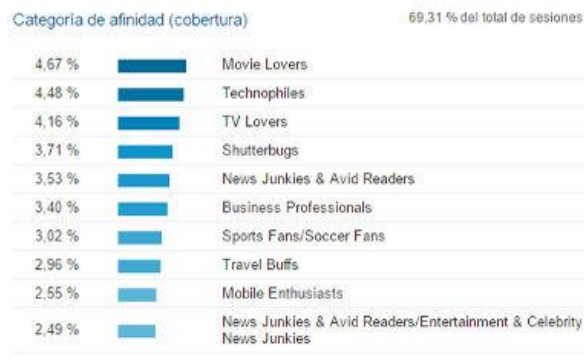 Categoría de afinidad (cobertura) 69,31 % del total de sesiones
4,67 % Movie Lovers
4,48 % Technophiles
4,16 % TV Lovers
3,71 % Shutterbugs
3,53 % News Junkies & Avid Readers
3,40 % Business Professionals
3,02 % Sports Fans/Soccer Fans
2,96 % Travel Buffs
2,55 % Mobile Enthusiasts
2,49 % News Junkies & Avid Readers/Entertainment & Celebrity
News Junkies